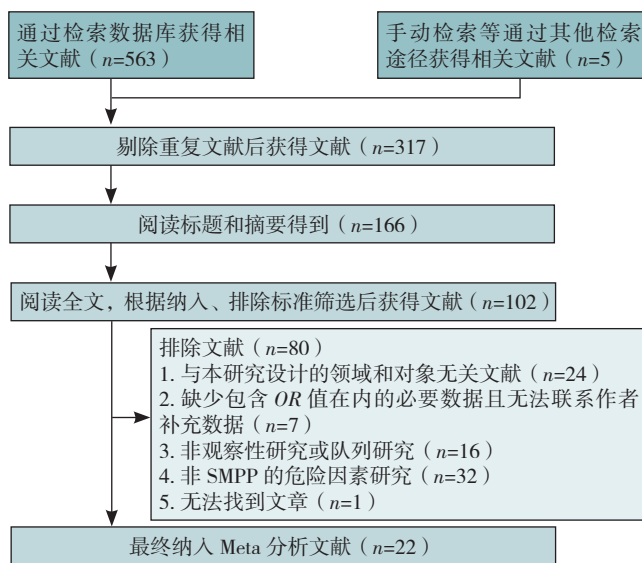 通过检索数据库获得相
关文献（n=563）
手动检索等通过其他检索
途径获得相关文献（n=5）
剔除重复文献后获得文献（n=317）
阅读标题和摘要得到（n=166）
阅读全文，根据纳入、排除标准筛选后获得文献（n=102）
排除文献（n=80）
1. 与本研究设计的领域和对象无关文献（n=24）
2. 缺少包含 OR 值在内的必要数据且无法联系作者
补充数据（n=7）
3. 非观察性研究或队列研究（n=16）
4. 非 SMPP 的危险因素研究（n=32）
5. 无法找到文章（n=1）
最终纳入 Meta 分析文献（n=22）